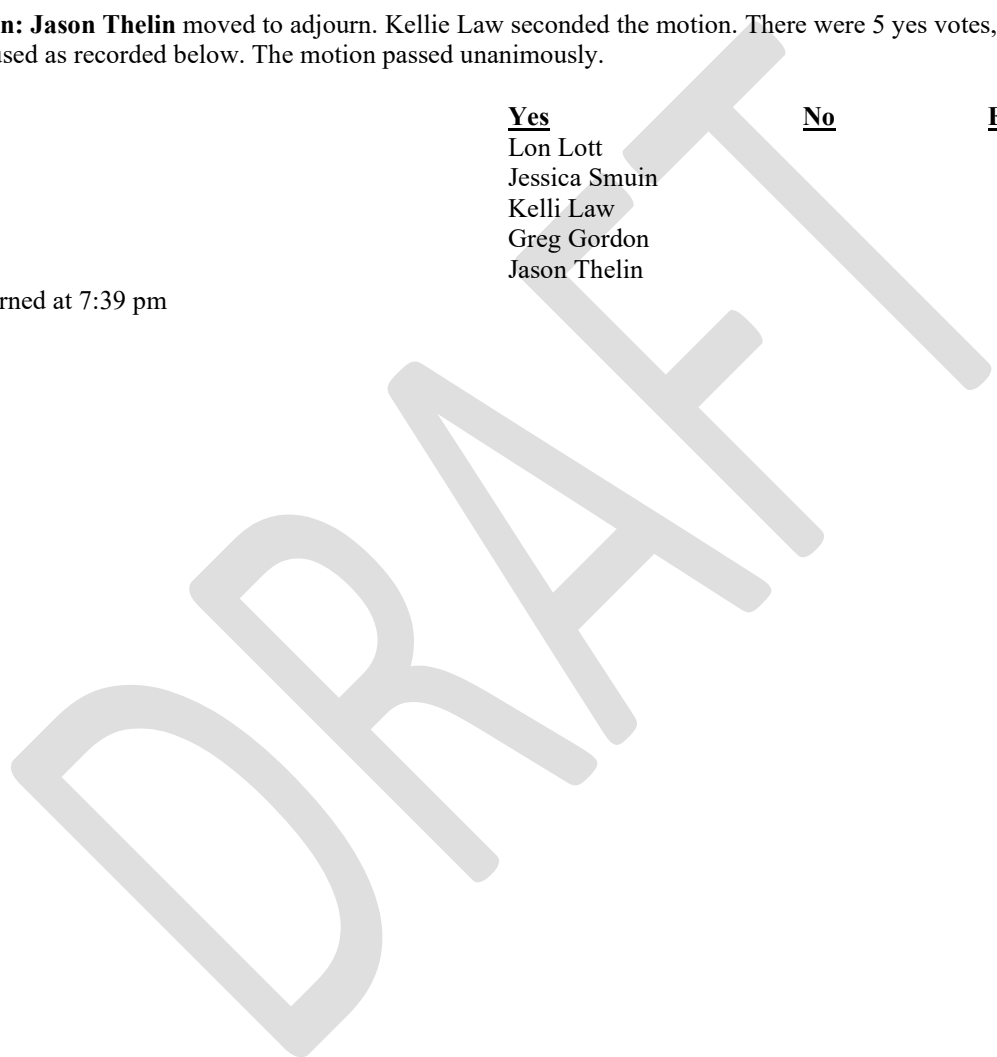 n: Jason Thelin moved to adjourn. Kellie Law seconded the motion. There were 5 yes votes,
used as recorded below. The motion passed unanimously.
Yes No
Lon Lott
Jessica Smuin
Kelli Law
Greg Gordon
Jason Thelin
rned at 7:39 pm
DRAFT